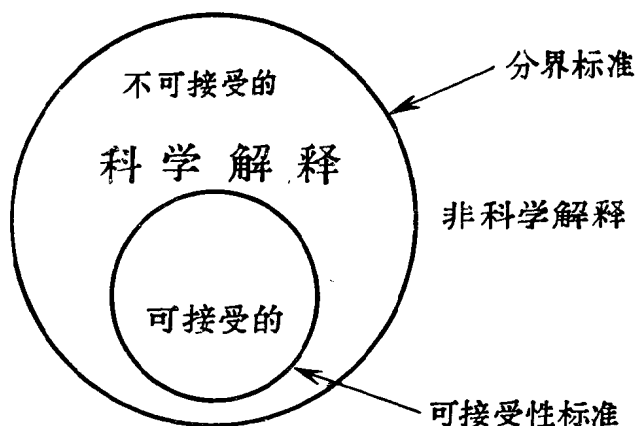 分界标准
不可接受的
科学解释
非科学解释
可接受的
可接受性标准